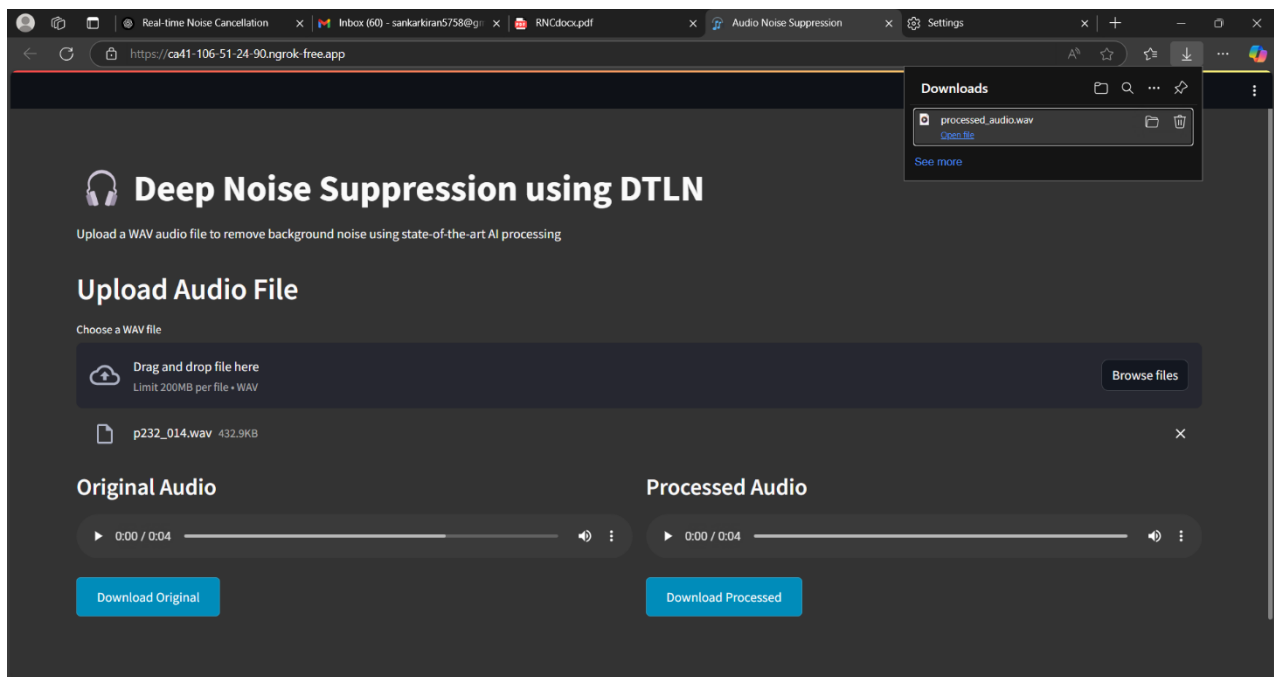 Real-time Noise Cancellation
Inbox (60) - sankarkiran5758@gm
RNCdocx.pdf
Audio Noise Suppression
Settings
https://ca41-106-51-24-90.ngrok-free.app
Downloads
processed_audio.wav
Open file
See more
Deep Noise Suppression using DTLN
Upload a WAV audio file to remove background noise using state-of-the-art AI processing
Upload Audio File
Choose a WAV file
Drag and drop file here
Limit 200MB per file • WAV
Browse files
p232_014.wav 432.9KB
Original Audio
Processed Audio
0:00 / 0:04
0:00 / 0:04
Download Original
Download Processed